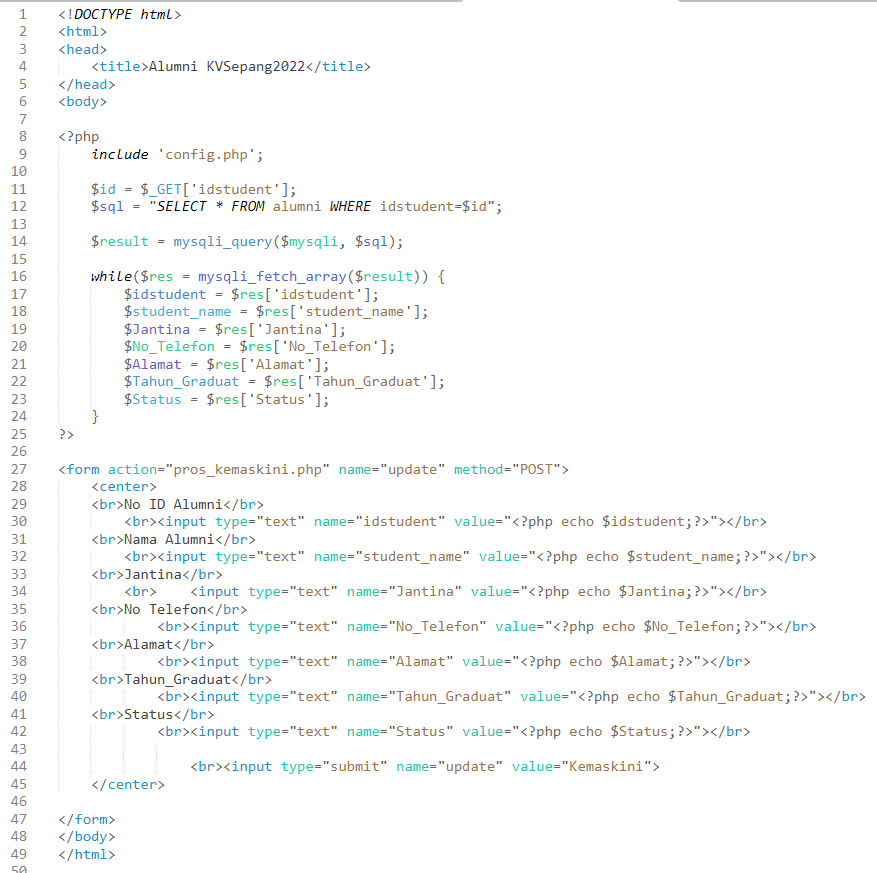 1 <!DOCTYPE html>
2 <html>
3 <head>
4 <title>Alumni KVSepang2022</title>
5 </head>
6 <body>
7
8 <?php
9 include 'config.php';
10
11 $id = $_GET['idstudent'];
12 $sql = "SELECT * FROM alumni WHERE idstudent=$id";
13
14 $result = mysqli_query($mysqli, $sql);
15
16 while($res = mysqli_fetch_array($result)) {
17 $idstudent = $res['idstudent'];
18 $student_name = $res['student_name'];
19 $Jantina = $res['Jantina'];
20 $No_Telefon = $res['No_Telefon'];
21 $Alamat = $res['Alamat'];
22 $Tahun_Graduat = $res['Tahun_Graduat'];
23 $Status = $res['Status'];
24 }
25 ?>
26
27 <form action="pros_kemaskini.php" name="update" method="POST">
28 <center>
29 <br>No ID Alumni</br>
30 <br><input type="text" name="idstudent" value="<?php echo $idstudent;?>"></br>
31 <br>Nama Alumni</br>
32 <br><input type="text" name="student_name" value="<?php echo $student_name;?>"></br>
33 <br>Jantina</br>
34 <br> <input type="text" name="Jantina" value="<?php echo $Jantina;?>"></br>
35 <br>No Telefon</br>
36 <br><input type="text" name="No_Telefon" value="<?php echo $No_Telefon;?>"></br>
37 <br>Alamat</br>
38 <br><input type="text" name="Alamat" value="<?php echo $Alamat;?>"></br>
39 <br>Tahun_Graduat</br>
40 <br><input type="text" name="Tahun_Graduat" value="<?php echo $Tahun_Graduat;?>"></br>
41 <br>Status</br>
42 <br><input type="text" name="Status" value="<?php echo $Status;?>"></br>
43
44 <br><input type="submit" name="update" value="Kemaskini">
45 </center>
46
47 </form>
48 </body>
49 </html>
50